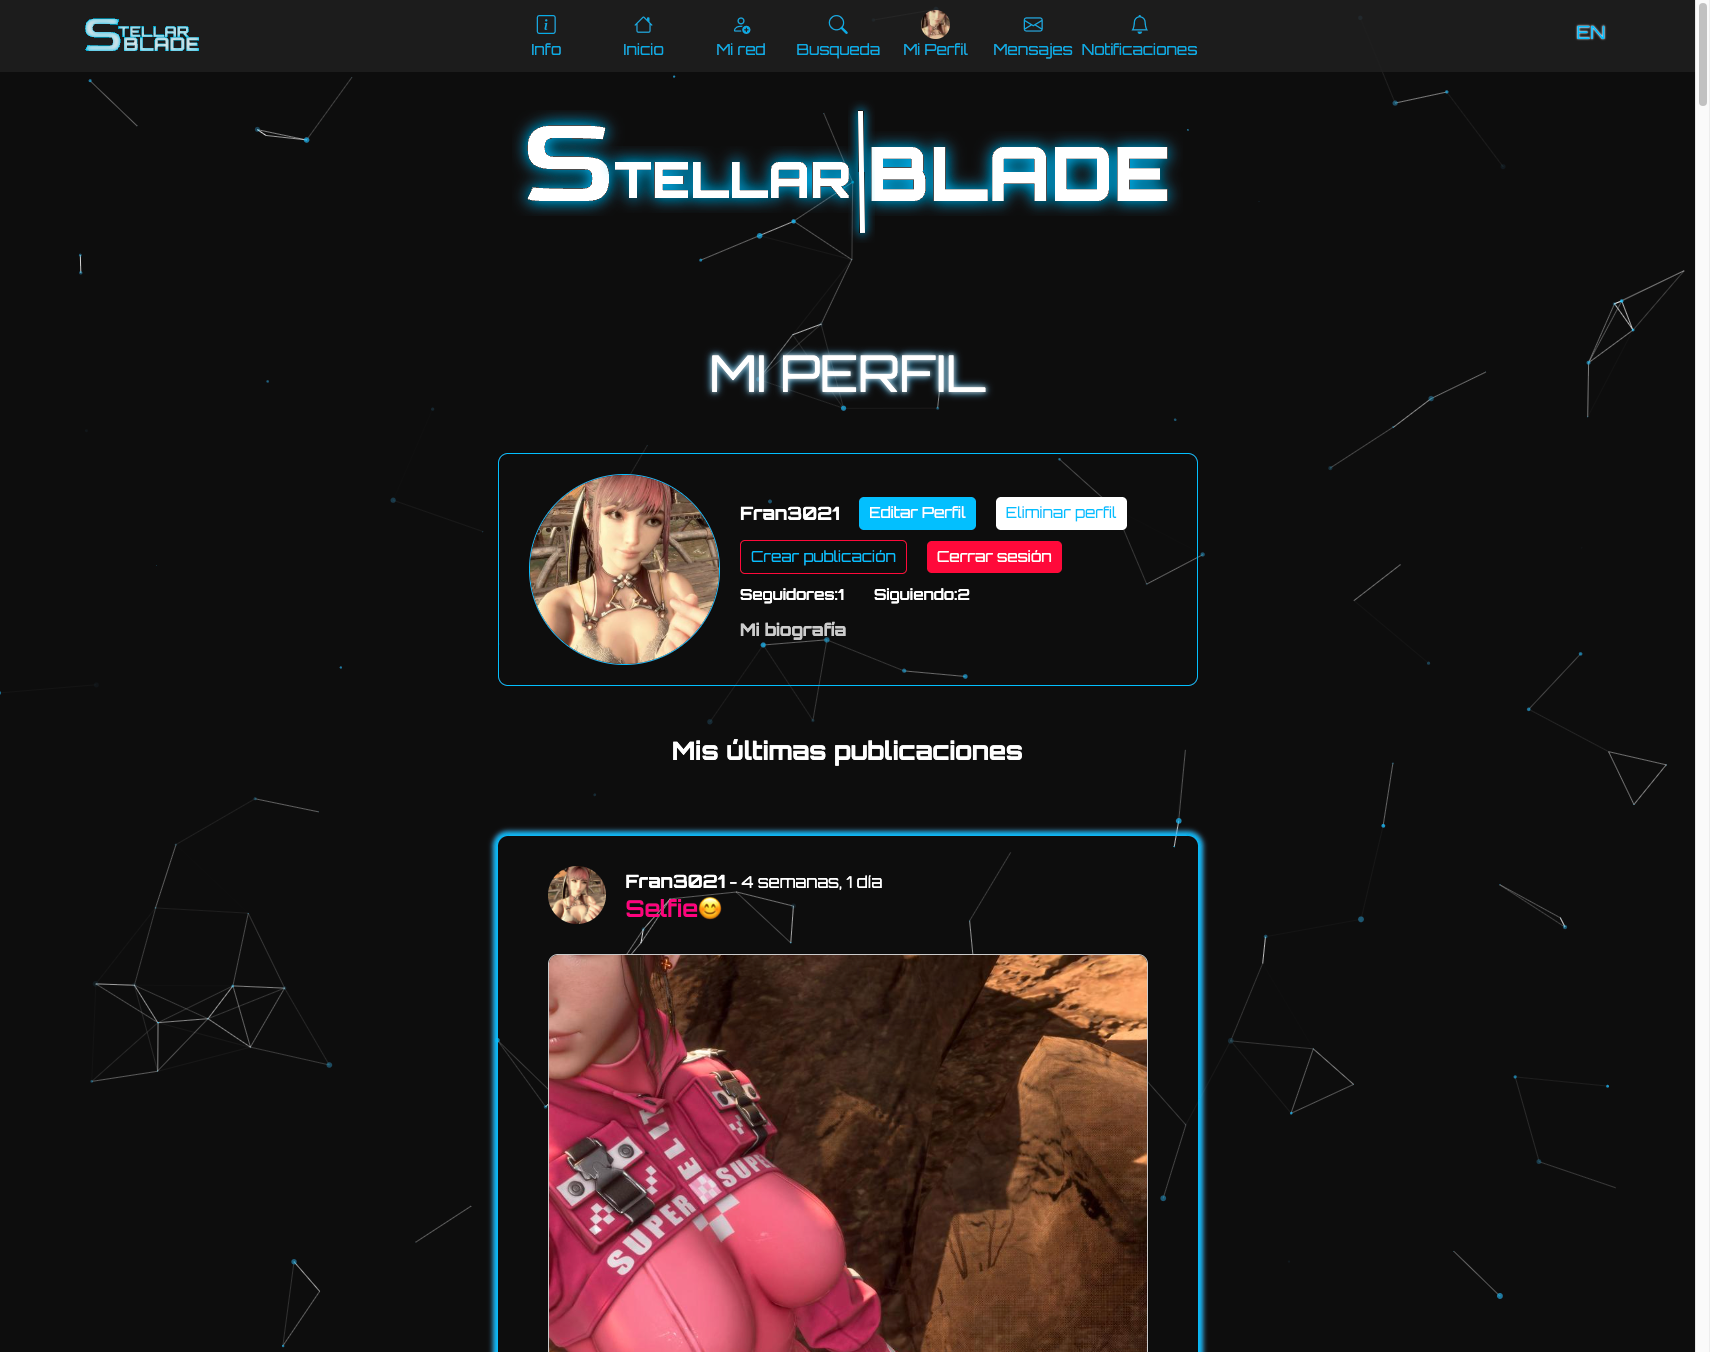 STELLAR
BLADE
Info
Inicio
Mi red
Busqueda
Mi Perfil
Mensajes
Notificaciones
EN
STELLAR BLADE
MI PERFIL
Fran3021
Editar Perfil
Eliminar perfil
Crear publicación
Cerrar sesión
Seguidores:1
Siguiendo:2
Mi biografía
Mis últimas publicaciones
Fran3021 - 4 semanas, 1 día
Selfie😊
ELIT
SUPER SUPE